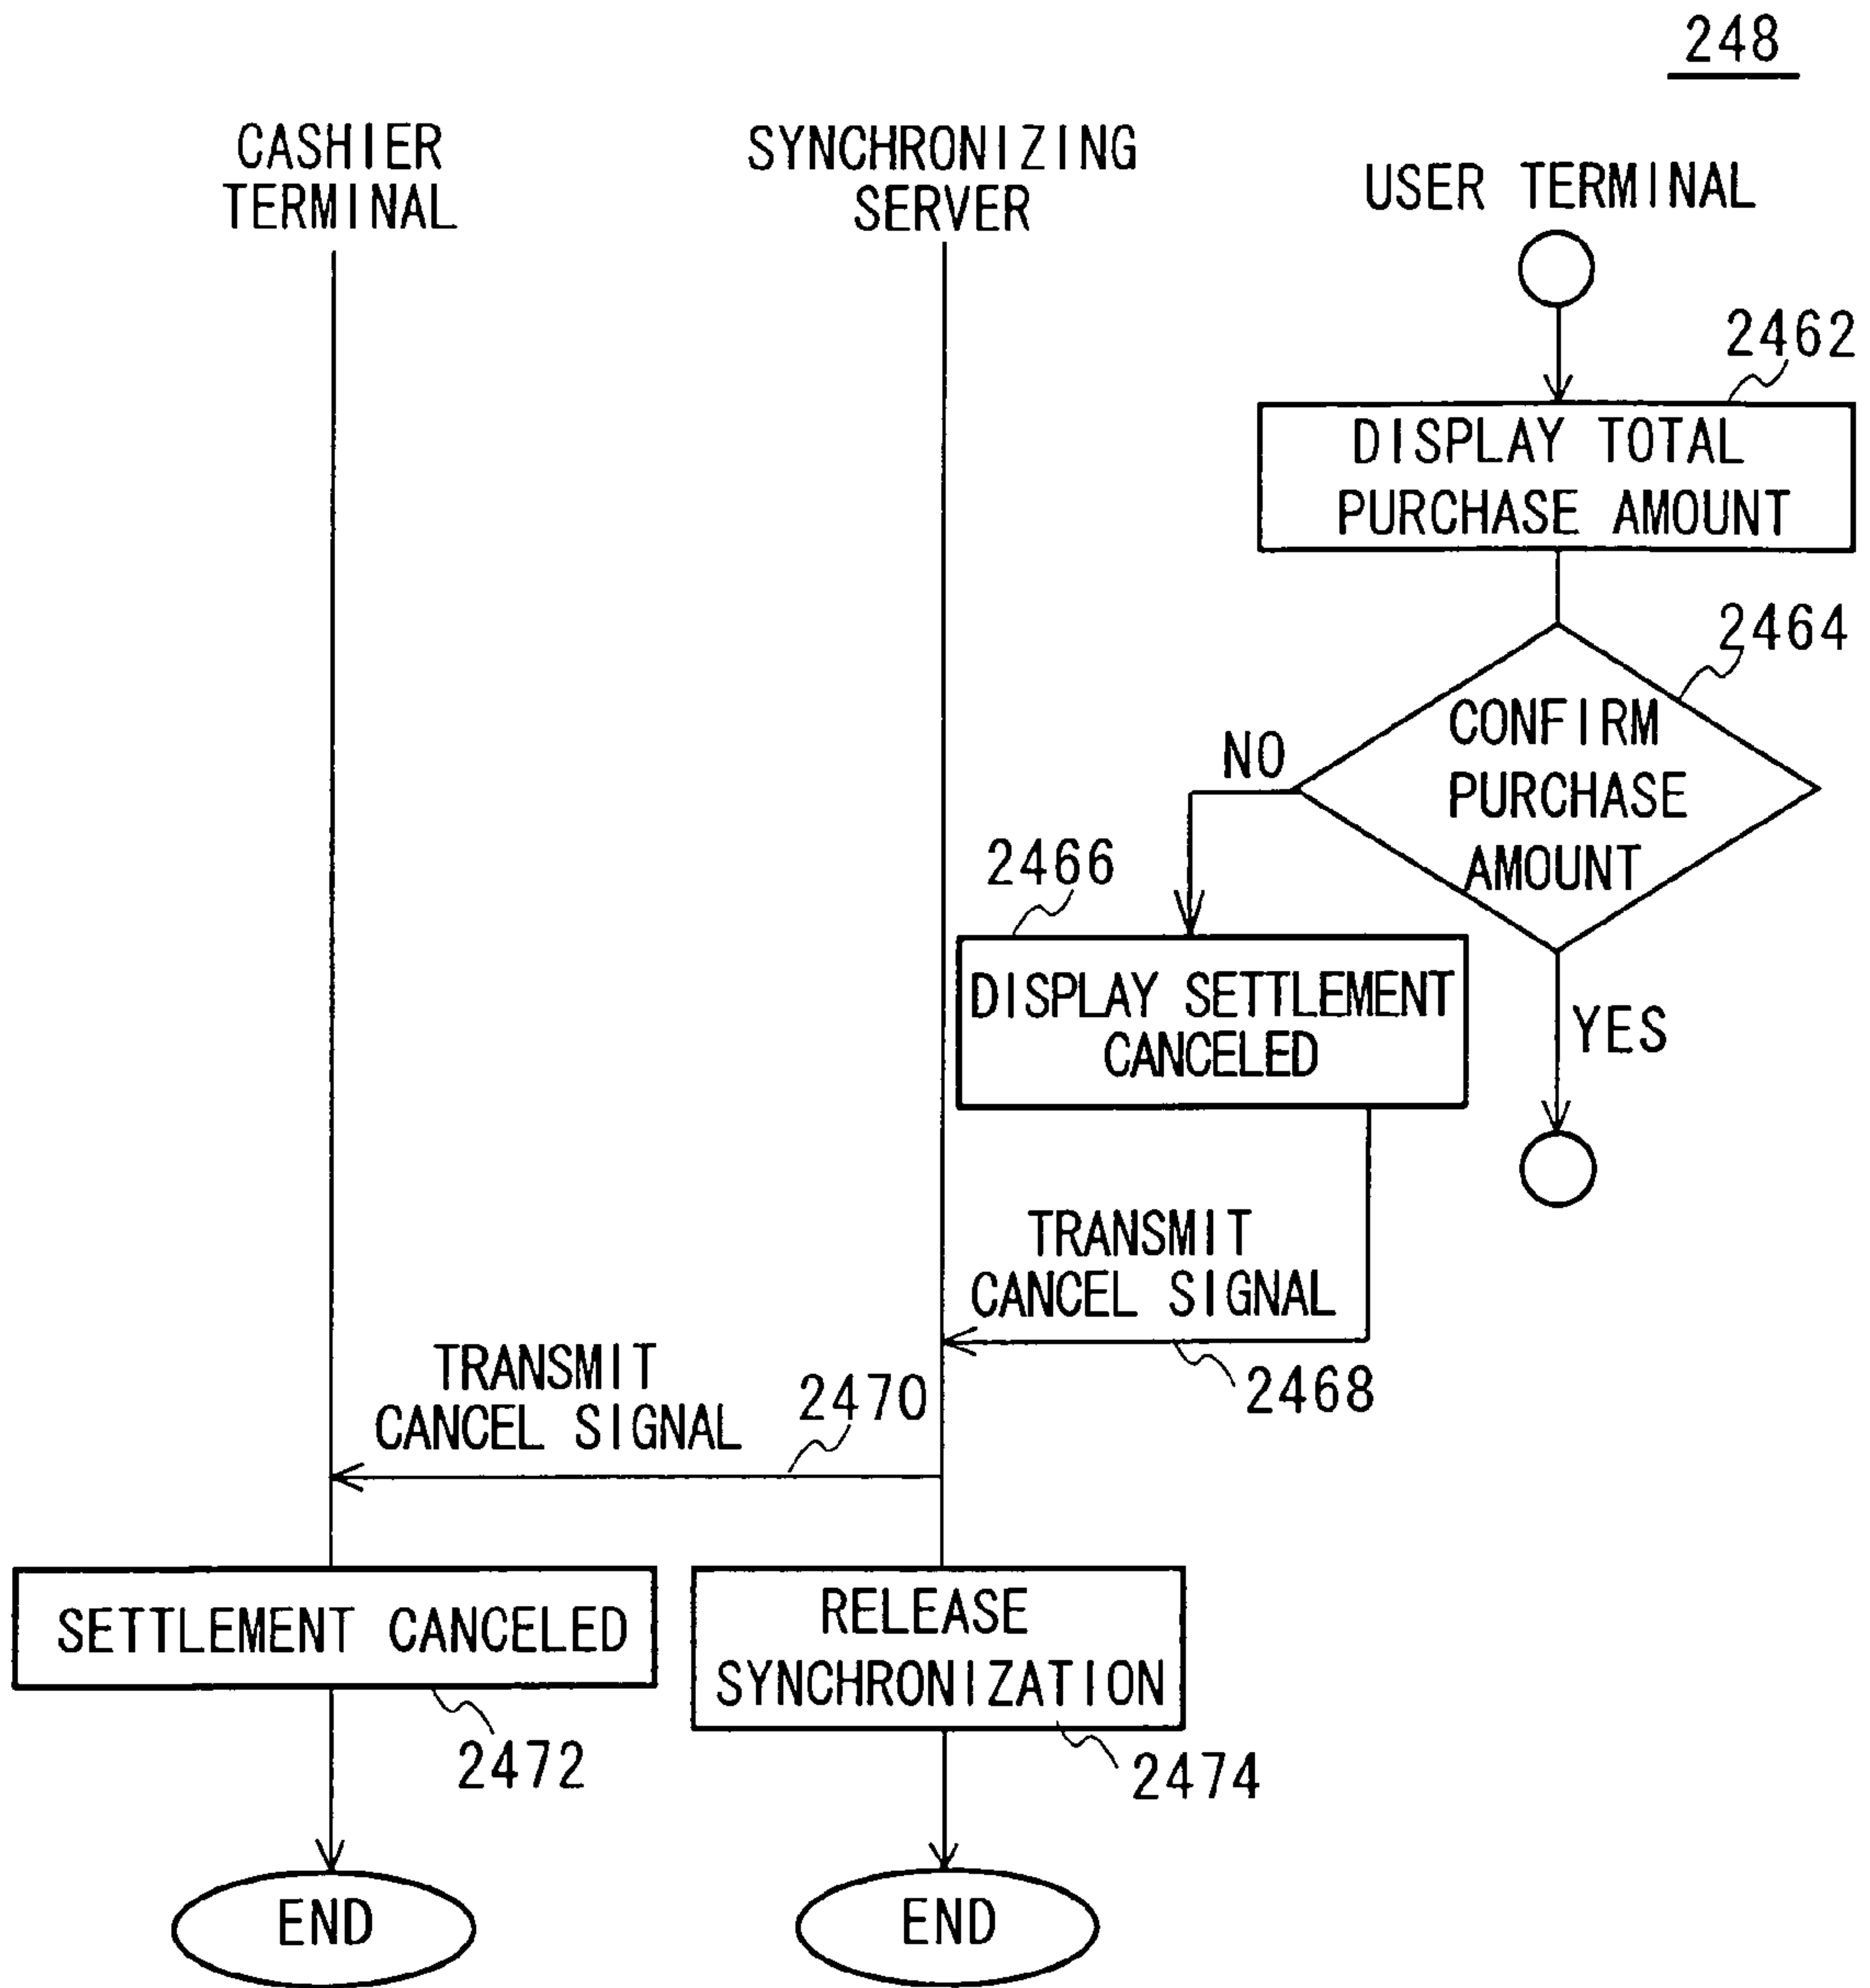 248
CASHIER
TERMINAL
SYNCHRONIZING
SERVER
USER TERMINAL
2462
DISPLAY TOTAL
PURCHASE AMOUNT
2464
CONFIRM
PURCHASE
AMOUNT
NO
YES
2466
DISPLAY SETTLEMENT
CANCELED
TRANSMIT
CANCEL SIGNAL
2468
TRANSMIT
CANCEL SIGNAL
2470
SETTLEMENT CANCELED
2472
RELEASE
SYNCHRONIZATION
2474
END
END